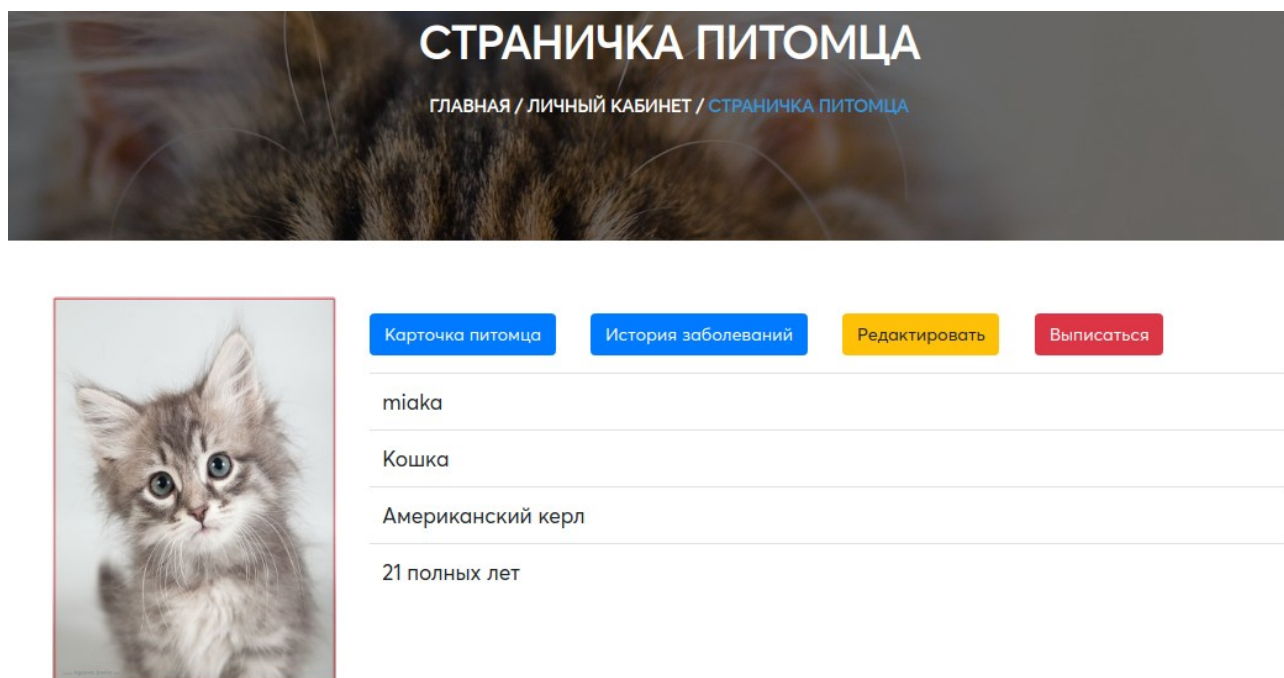 СТРАНИЧКА ПИТОМЦА
ГЛАВНАЯ / ЛИЧНЫЙ КАБИНЕТ / СТРАНИЧКА ПИТОМЦА
Карточка питомца История заболеваний Редактировать Выписаться
miaka
Кошка
Американский керл
21 полных лет